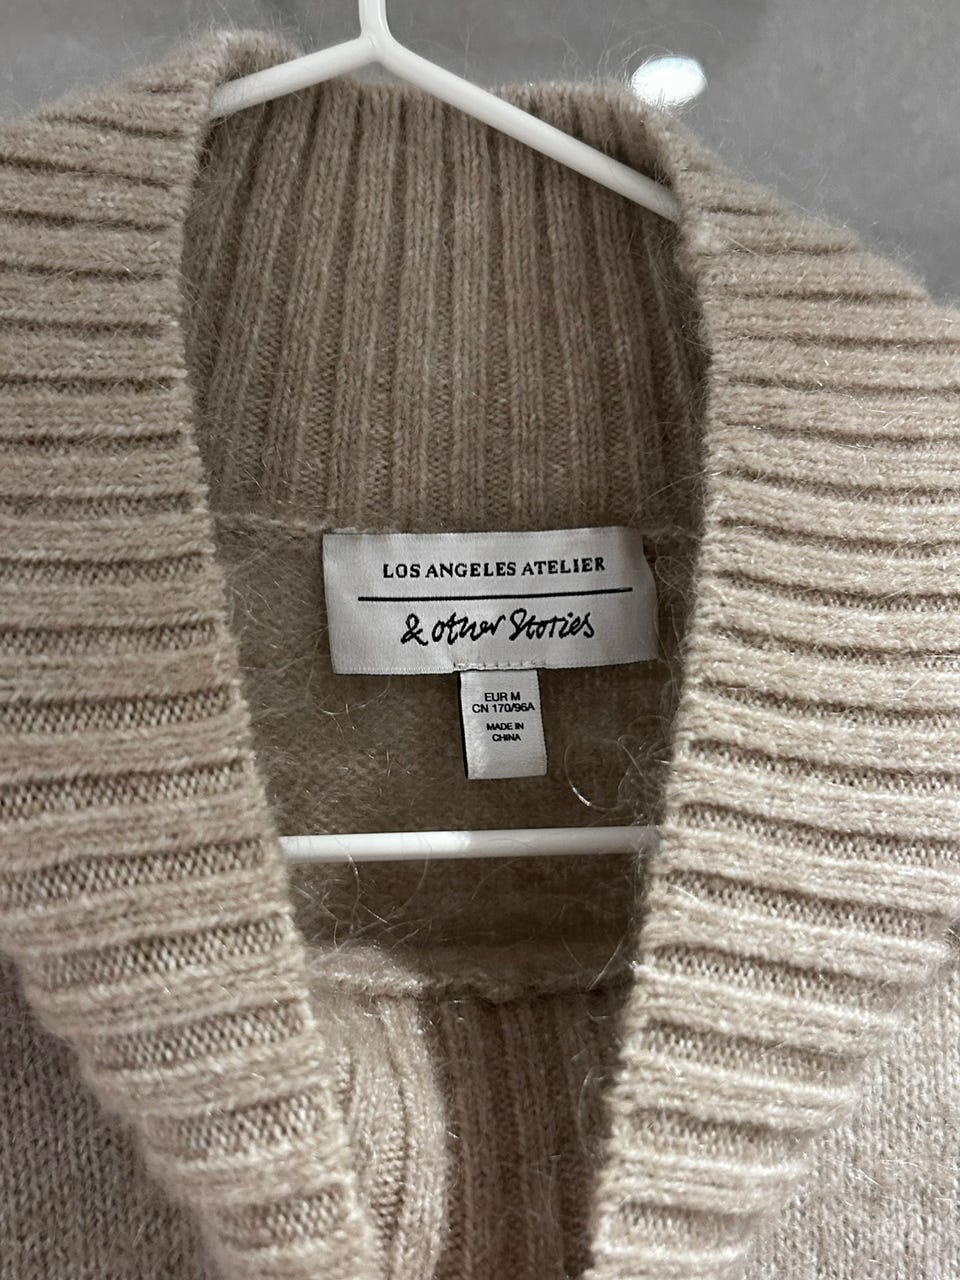 LOS ANGELES ATELIER
& other Stories
EUR M
CN 170/96A
MADE IN
CHINA